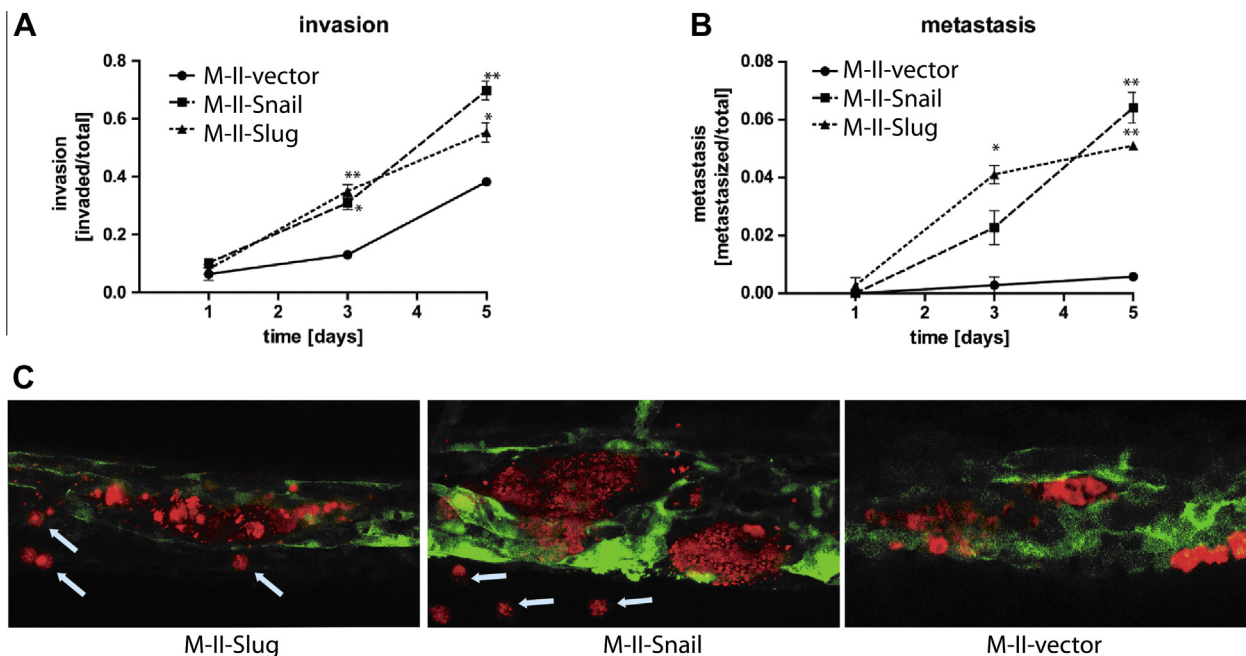 A
invasion
M-II-vector
M-II-Snail
M-II-Slug
invasion
[invaded/total]
0.8
0.6
0.4
0.2
0.0
**
*
**
*
1 2 3 4 5
time [days]
B
metastasis
M-II-vector
M-II-Snail
M-II-Slug
metastasis
[metastasized/total]
0.08
0.06
0.04
0.02
0.00
*
**
**
1 2 3 4 5
time [days]
C
M-II-Slug
M-II-Snail
M-II-vector